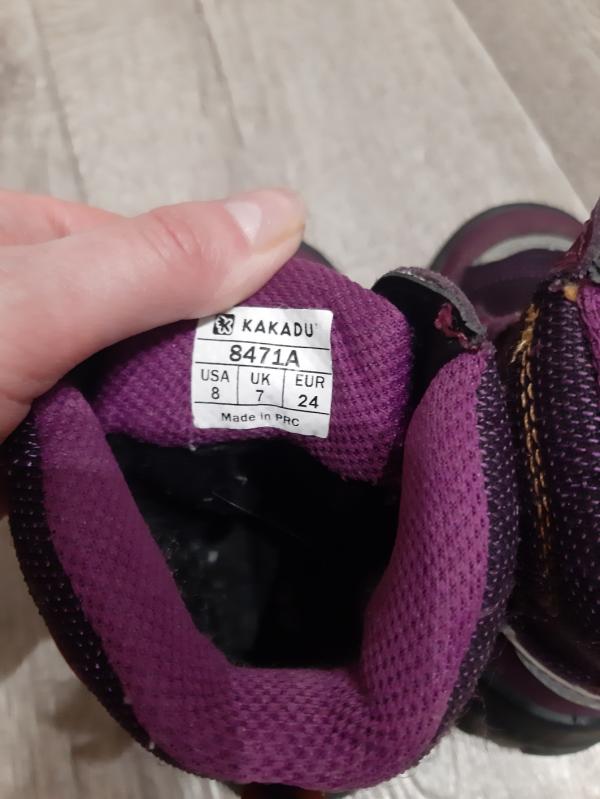 KAKADU
8471A
USA UK EUR
8 7 24
Made in PRC